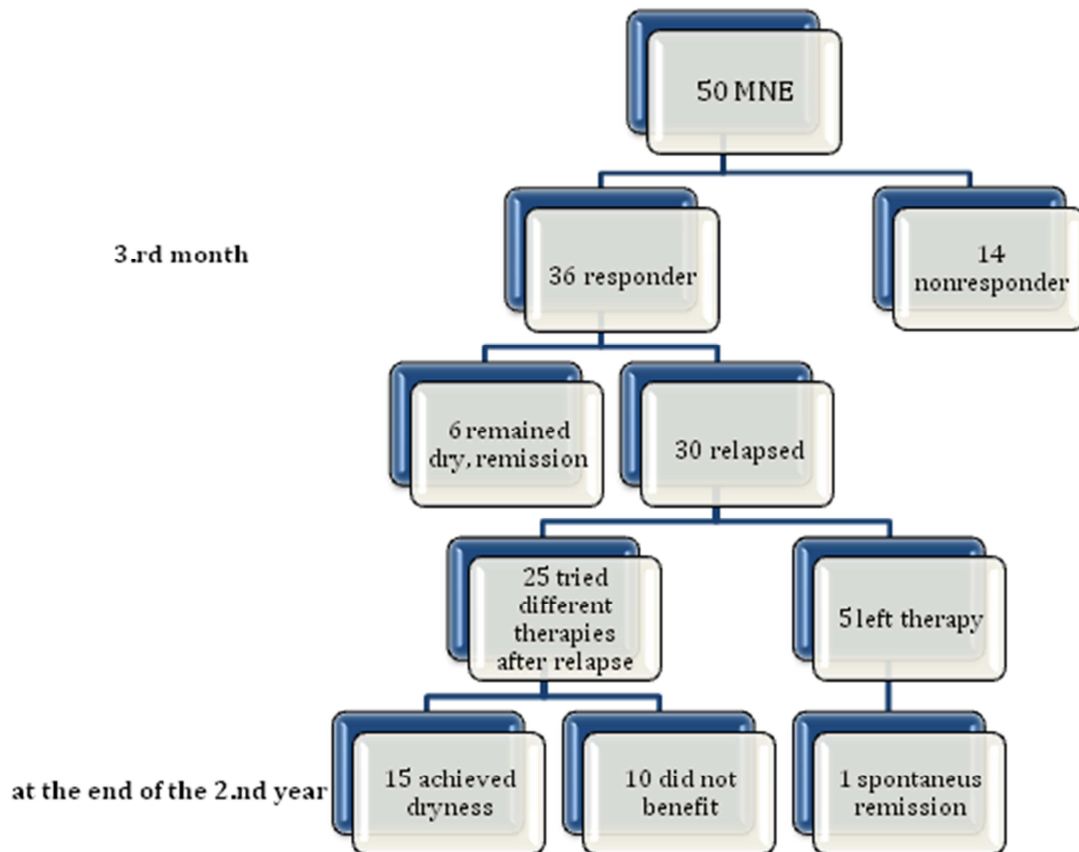 50 MNE
3.rd month
36 responder
14
nonresponder
6 remained
dry, remission
30 relapsed
25 tried
different
therapies
after relapse
5 left therapy
at the end of the 2.nd year
15 achieved
dryness
10 did not
benefit
1 spontaneus
remission